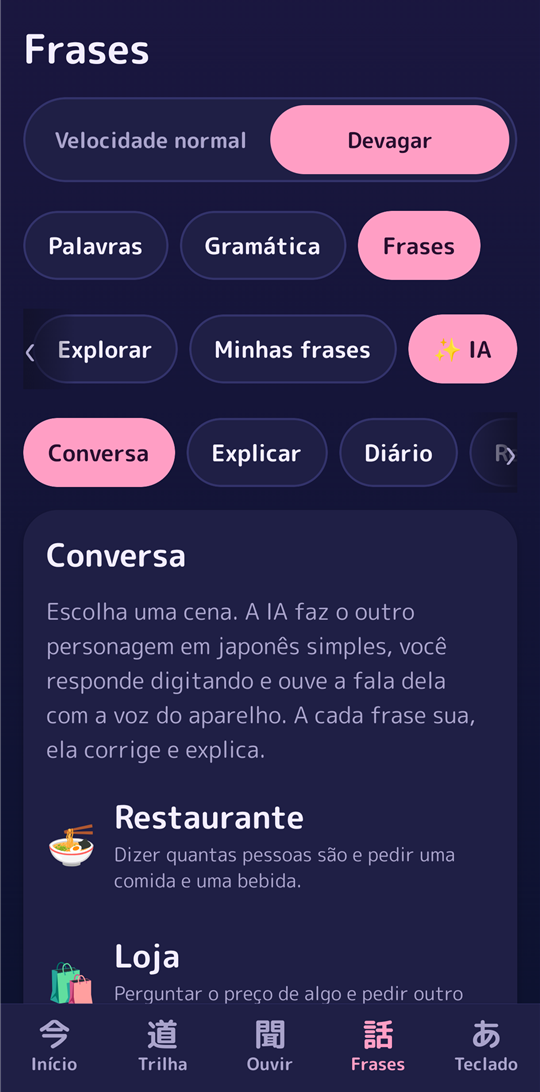 Frases
Velocidade normal
Devagar
Palavras
Gramática
Frases
‹ Explorar
Minhas frases
✨ IA
Conversa
Explicar
Diário
›
Conversa
Escolha uma cena. A IA faz o outro
personagem em japonês simples, você
responde digitando e ouve a fala dela
com a voz do aparelho. A cada frase sua,
ela corrige e explica.
Restaurante
Dizer quantas pessoas são e pedir uma
comida e uma bebida.
Loja
Perguntar o preço de algo e pedir outro
今 道 聞 話 あ
Início Trilha Ouvir Frases Teclado